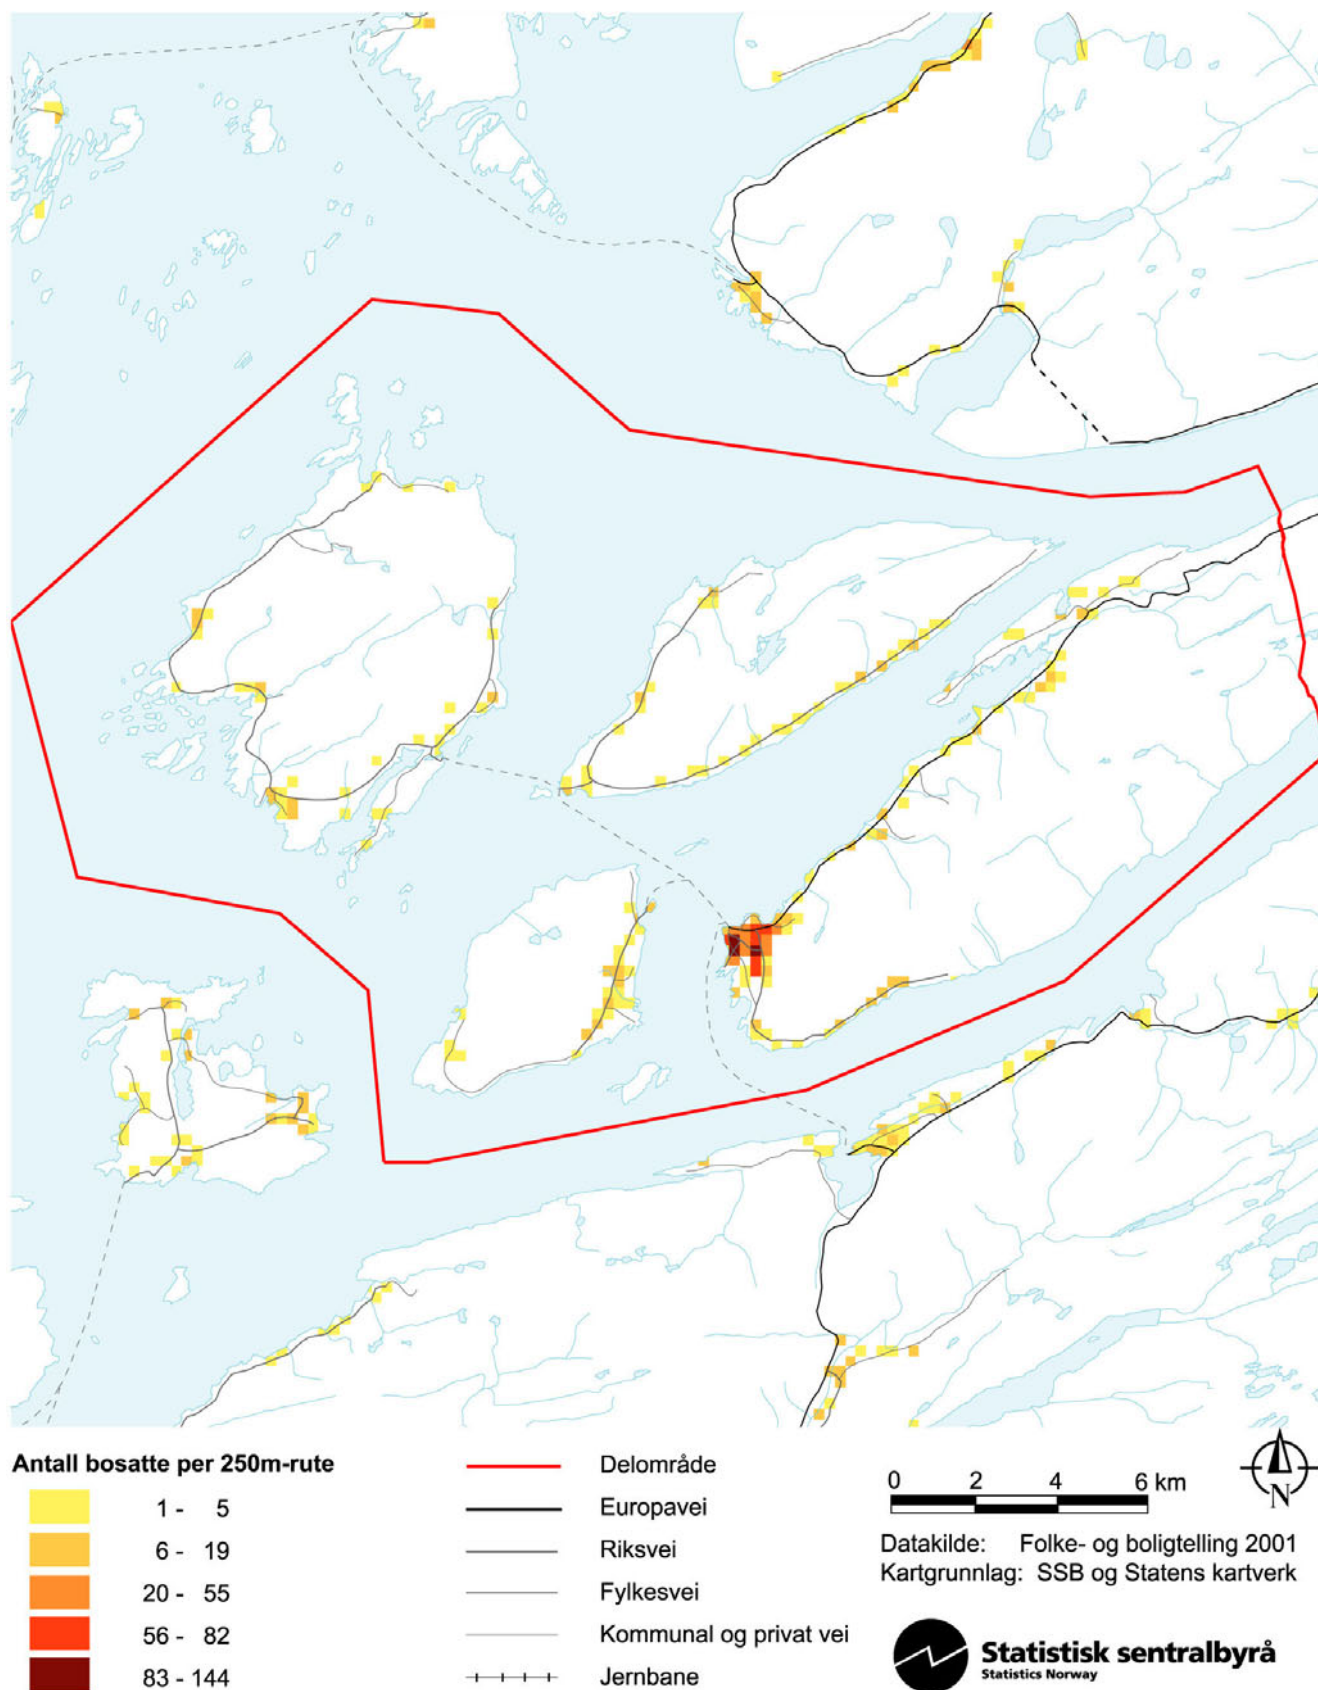 Antall bosatte per 250m-rute
1 - 5
6 - 19
20 - 55
56 - 82
83 - 144
Delområde
Europavei
Riksvei
Fylkesvei
Kommunal og privat vei
Jernbane
0 2 4 6 km
N
Datakilde: Folke- og boligtelling 2001
Kartgrunnlag: SSB og Statens kartverk
Statistisk sentralbyrå
Statistics Norway